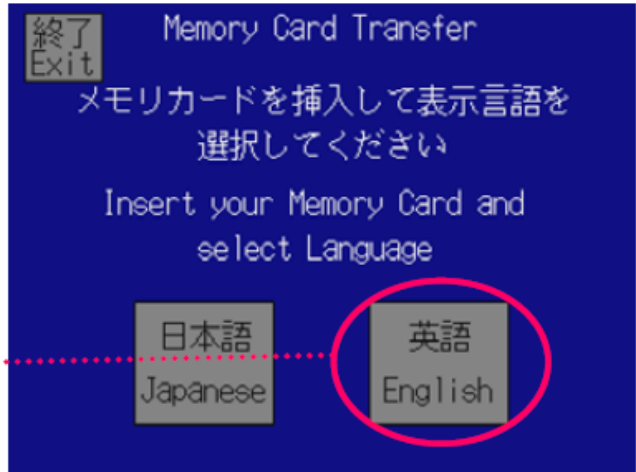 終了
Exit
Memory Card Transfer
メモリカードを挿入して表示言語を
選択してください
Insert your Memory Card and
select Language
日本語
Japanese
英語
English